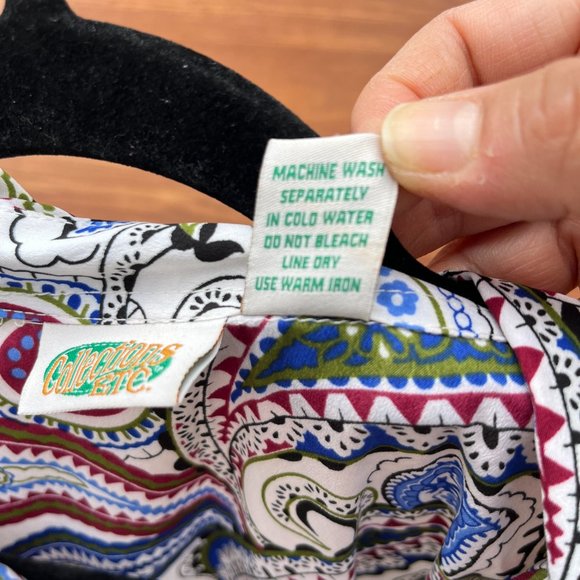 MACHINE WASH
SEPARATELY
IN COLD WATER
DO NOT BLEACH
LINE DRY
USE WARM IRON
Collections
Etc.